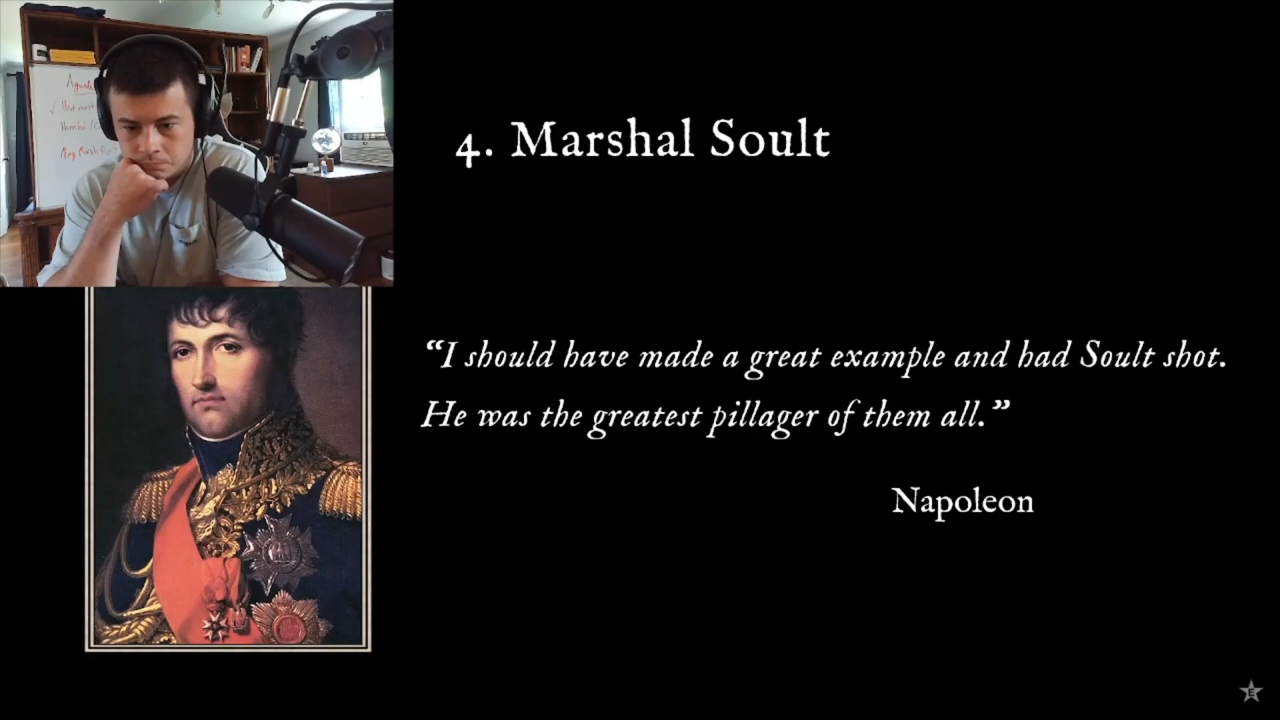 Agenda
4. Marshal Soult
“I should have made a great example and had Soult shot.
He was the greatest pillager of them all.”
Napoleon
E